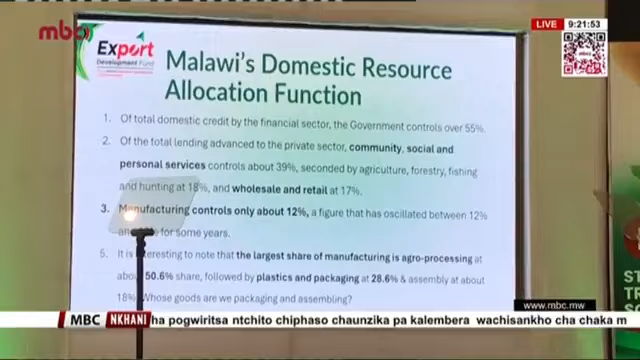 mbc
LIVE 9:21:53
Export
Development Fund
Malawi's Domestic Resource
Allocation Function
1. Of total domestic credit by the financial sector, the Government controls over 55%.
2. Of the total lending advanced to the private sector, community, social and
personal services controls about 39%, seconded by agriculture, forestry, fishing
and hunting at 18%, and wholesale and retail at 17%.
3. Manufacturing controls only about 12%, a figure that has oscillated between 12%
and for some years.
5. It is interesting to note that the largest share of manufacturing is agro-processing at
about 50.6% share, followed by plastics and packaging at 28.6% & assembly at about
18%. Whose goods are we packaging and assembling?
ST
TR
www.mbc.mw
MBC NKHANI ha pogwiritsa ntchito chiphaso chaunzika pa kalembera wachisankho cha chaka m